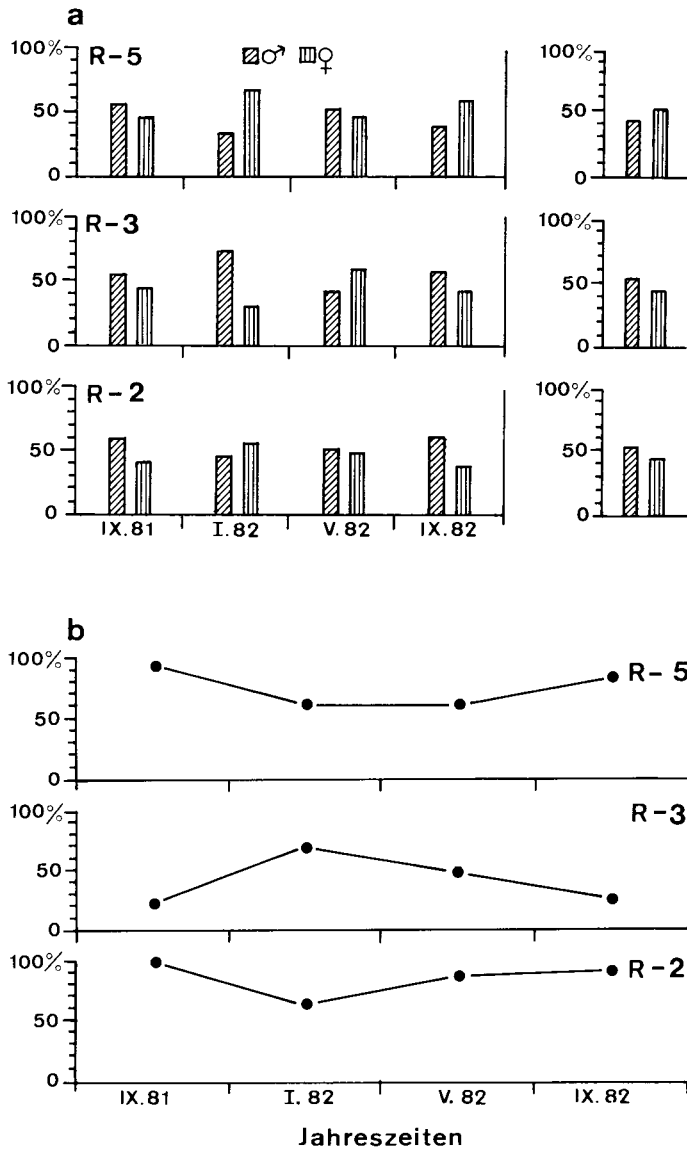 a
100% R-5 ♂ ♀ 100%
50 50
0 0
100% R-3 100%
50 50
0 0
100% R-2 100%
50 50
0 0
IX.81 I.82 V.82 IX.82
b
100% R-5
50
0
100% R-3
50
0
100% R-2
50
0
IX.81 I.82 V.82 IX.82
Jahreszeiten